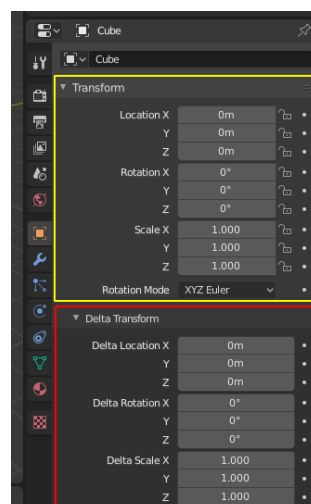 Cube
Cube
Transform
Location X 0m
Y 0m
Z 0m
Rotation X 0°
Y 0°
Z 0°
Scale X 1.000
Y 1.000
Z 1.000
Rotation Mode XYZ Euler
Delta Transform
Delta Location X 0m
Y 0m
Z 0m
Delta Rotation X 0°
Y 0°
Z 0°
Delta Scale X 1.000
Y 1.000
Z 1.000